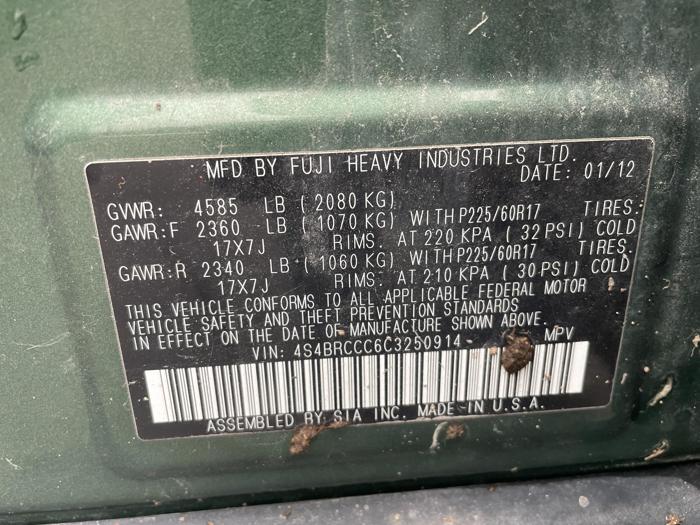 MFD BY FUJI HEAVY INDUSTRIES LTD.
DATE: 01/12
GVWR: 4585 LB ( 2080 KG)
GAWR:F 2360 LB ( 1070 KG) WITH P225/60R17 TIRES.
17X7J RIMS. AT 220 KPA ( 32 PSI) COLD
GAWR:R 2340 LB ( 1060 KG) WITH P225/60R17 TIRES.
17X7J RIMS. AT 210 KPA ( 30 PSI) COLD
THIS VEHICLE CONFORMS TO ALL APPLICABLE FEDERAL MOTOR
VEHICLE SAFETY AND THEFT PREVENTION STANDARDS
IN EFFECT ON THE DATE OF MANUFACTURE SHOWN ABOVE.
VIN: 4S4BRCCC6C3250914 MPV
ASSEMBLED BY SIA INC. MADE IN U.S.A.